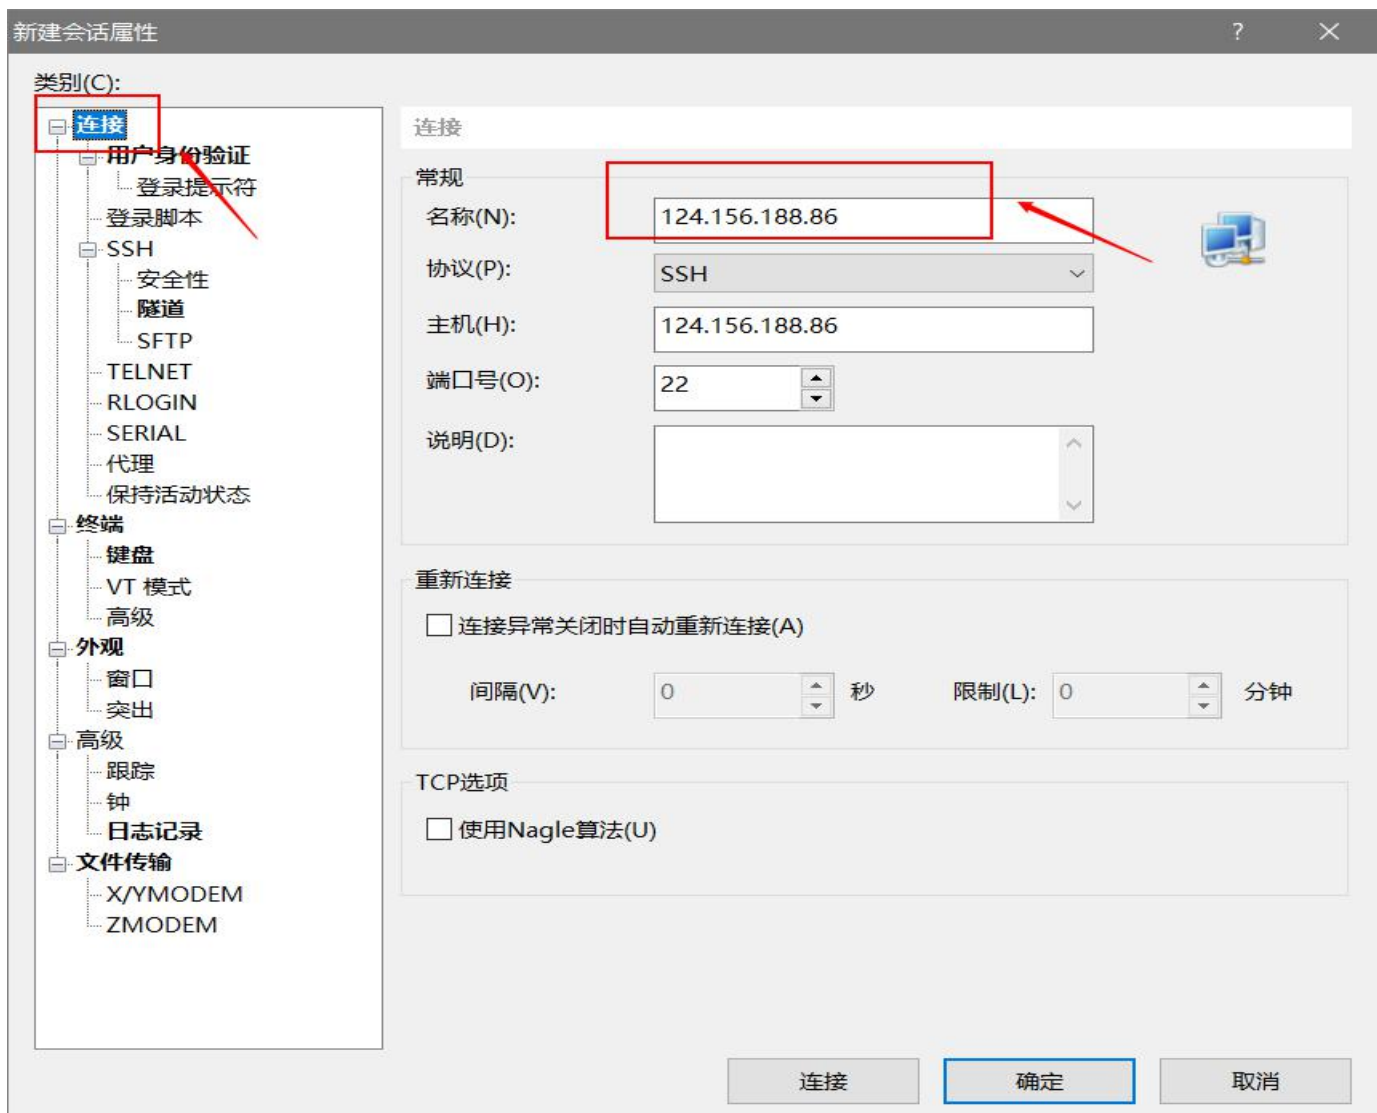 新建会话属性
类别(C):
连接
用户身份验证
登录提示符
登录脚本
SSH
安全性
隧道
SFTP
TELNET
RLOGIN
SERIAL
代理
保持活动状态
终端
键盘
VT 模式
高级
外观
窗口
突出
高级
跟踪
钟
日志记录
文件传输
X/YMODEM
ZMODEM
连接
常规
名称(N): 124.156.188.86
协议(P): SSH
主机(H): 124.156.188.86
端口号(O): 22
说明(D):
重新连接
连接异常关闭时自动重新连接(A)
间隔(V): 0 秒 限制(L): 0 分钟
TCP选项
使用Nagle算法(U)
连接 确定 取消